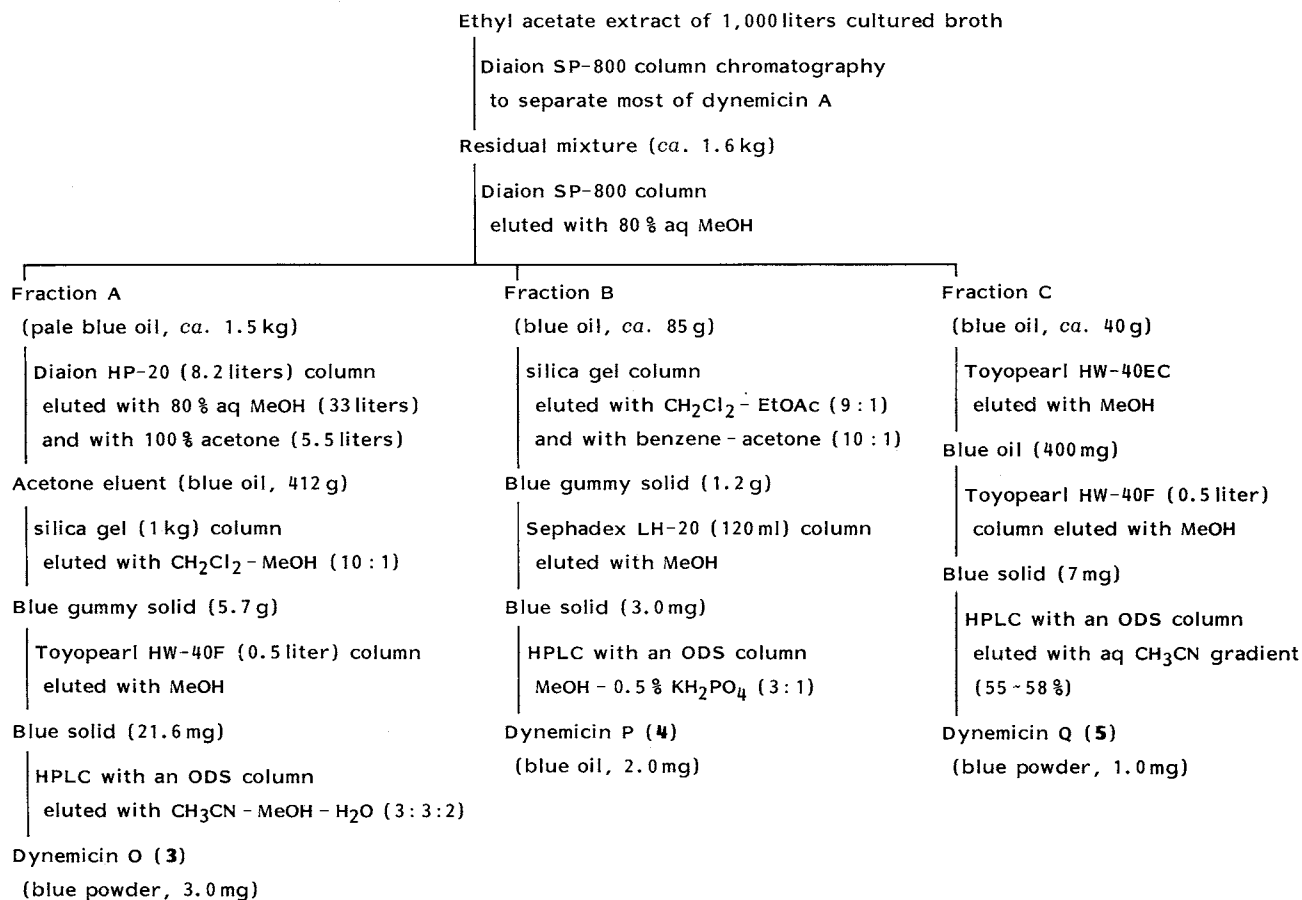 Ethyl acetate extract of 1,000 liters cultured broth
Diaion SP-800 column chromatography
to separate most of dynemicin A
Residual mixture (ca. 1.6 kg)
Diaion SP-800 column
eluted with 80 % aq MeOH
Fraction A
(pale blue oil, ca. 1.5 kg)
Diaion HP-20 (8.2 liters) column
eluted with 80 % aq MeOH (33 liters)
and with 100 % acetone (5.5 liters)
Acetone eluent (blue oil, 412 g)
silica gel (1 kg) column
eluted with CH2Cl2 - MeOH (10 : 1)
Blue gummy solid (5.7 g)
Toyopearl HW-40F (0.5 liter) column
eluted with MeOH
Blue solid (21.6 mg)
HPLC with an ODS column
eluted with CH3CN - MeOH - H2O (3 : 3 : 2)
Dynemicin O (3)
(blue powder, 3.0 mg)
Fraction B
(blue oil, ca. 85 g)
silica gel column
eluted with CH2Cl2 - EtOAc (9 : 1)
and with benzene - acetone (10 : 1)
Blue gummy solid (1.2 g)
Sephadex LH-20 (120 ml) column
eluted with MeOH
Blue solid (3.0 mg)
HPLC with an ODS column
MeOH - 0.5 % KH2PO4 (3 : 1)
Dynemicin P (4)
(blue oil, 2.0 mg)
Fraction C
(blue oil, ca. 40 g)
Toyopearl HW-40EC
eluted with MeOH
Blue oil (400 mg)
Toyopearl HW-40F (0.5 liter)
column eluted with MeOH
Blue solid (7 mg)
HPLC with an ODS column
eluted with aq CH3CN gradient
(55 ~ 58 %)
Dynemicin Q (5)
(blue powder, 1.0 mg)